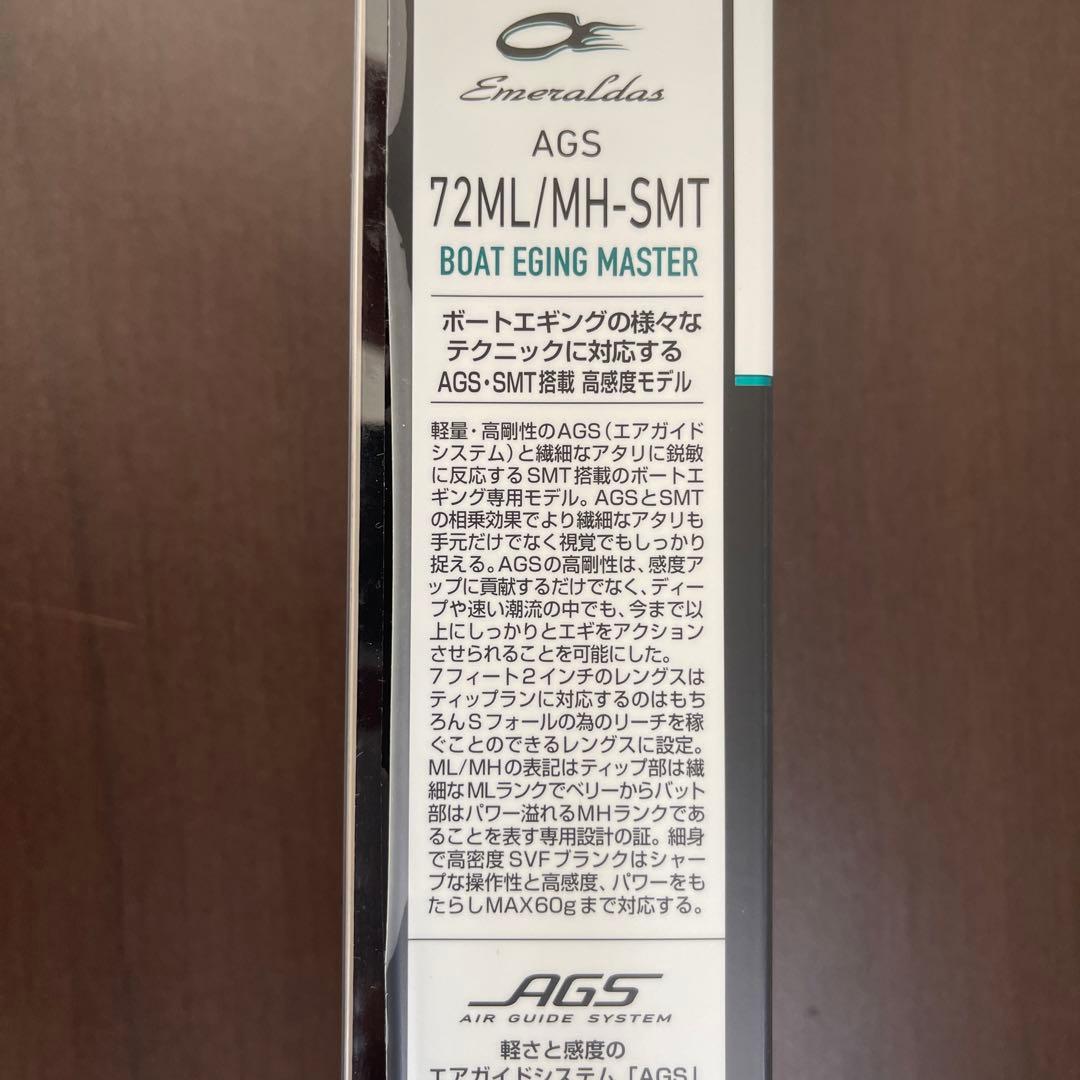 Emeraldas
AGS
72ML/MH-SMT
BOAT EGING MASTER
ボートエギングの様々な
テクニックに対応する
AGS・SMT搭載 高感度モデル
軽量・高剛性のAGS（エアガイド
システム）と繊細なアタリに鋭敏
に反応するSMT搭載のボートエ
ギング専用モデル。AGSとSMT
の相乗効果でより繊細なアタリも
手元だけでなく視覚でもしっかり
捉える。AGSの高剛性は、感度ア
ップに貢献するだけでなく、ディー
プや速い潮流の中でも、今まで以
上にしっかりとエギをアクション
させられることを可能にした。
7フィート2インチのレングスは
ティップランに対応するのはもち
ろんSフォールの為のリーチを稼
ぐことのできるレングスに設定。
ML/MHの表記はティップ部は繊
細なMLランクでベリーからバット
部はパワー溢れるMHランクであ
ることを表す専用設計の証。細身
で高密度SVFブランクはシャー
プな操作性と高感度、パワーをも
たらしMAX60gまで対応する。
AGS
AIR GUIDE SYSTEM
軽さと感度の
エアガイドシステム「AGS」